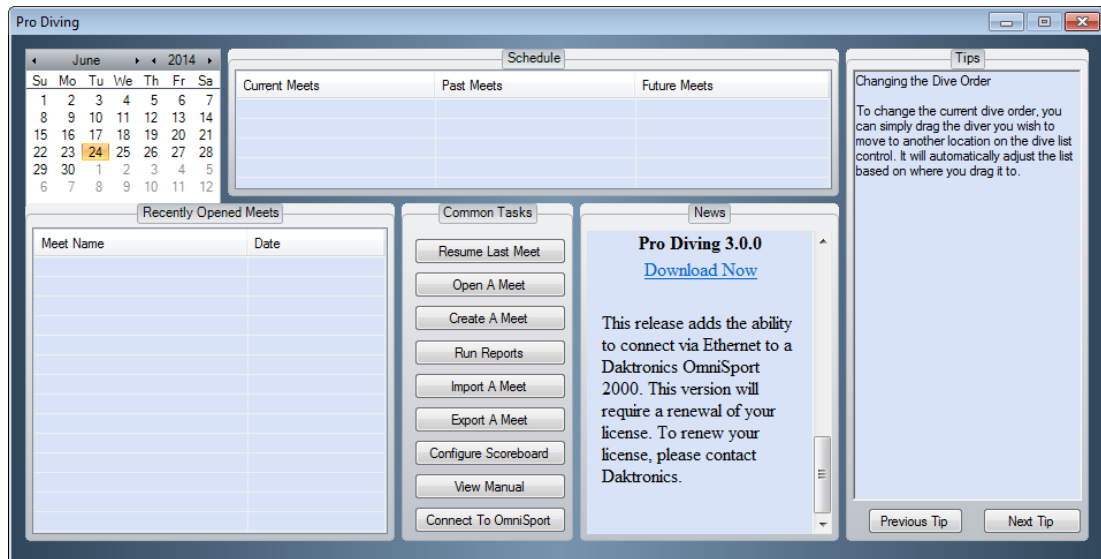 Pro Diving
June 2014
Su Mo Tu We Th Fr Sa
1 2 3 4 5 6 7
8 9 10 11 12 13 14
15 16 17 18 19 20 21
22 23 24 25 26 27 28
29 30 1 2 3 4 5
6 7 8 9 10 11 12
Schedule
Current Meets Past Meets Future Meets
Tips
Changing the Dive Order
To change the current dive order, you
can simply drag the diver you wish to
move to another location on the dive list
control. It will automatically adjust the list
based on where you drag it to.
Previous Tip Next Tip
Recently Opened Meets
Meet Name Date
Common Tasks
Resume Last Meet
Open A Meet
Create A Meet
Run Reports
Import A Meet
Export A Meet
Configure Scoreboard
View Manual
Connect To OmniSport
News
Pro Diving 3.0.0
Download Now
This release adds the ability
to connect via Ethernet to a
Daktronics OmniSport
2000. This version will
require a renewal of your
license. To renew your
license, please contact
Daktronics.